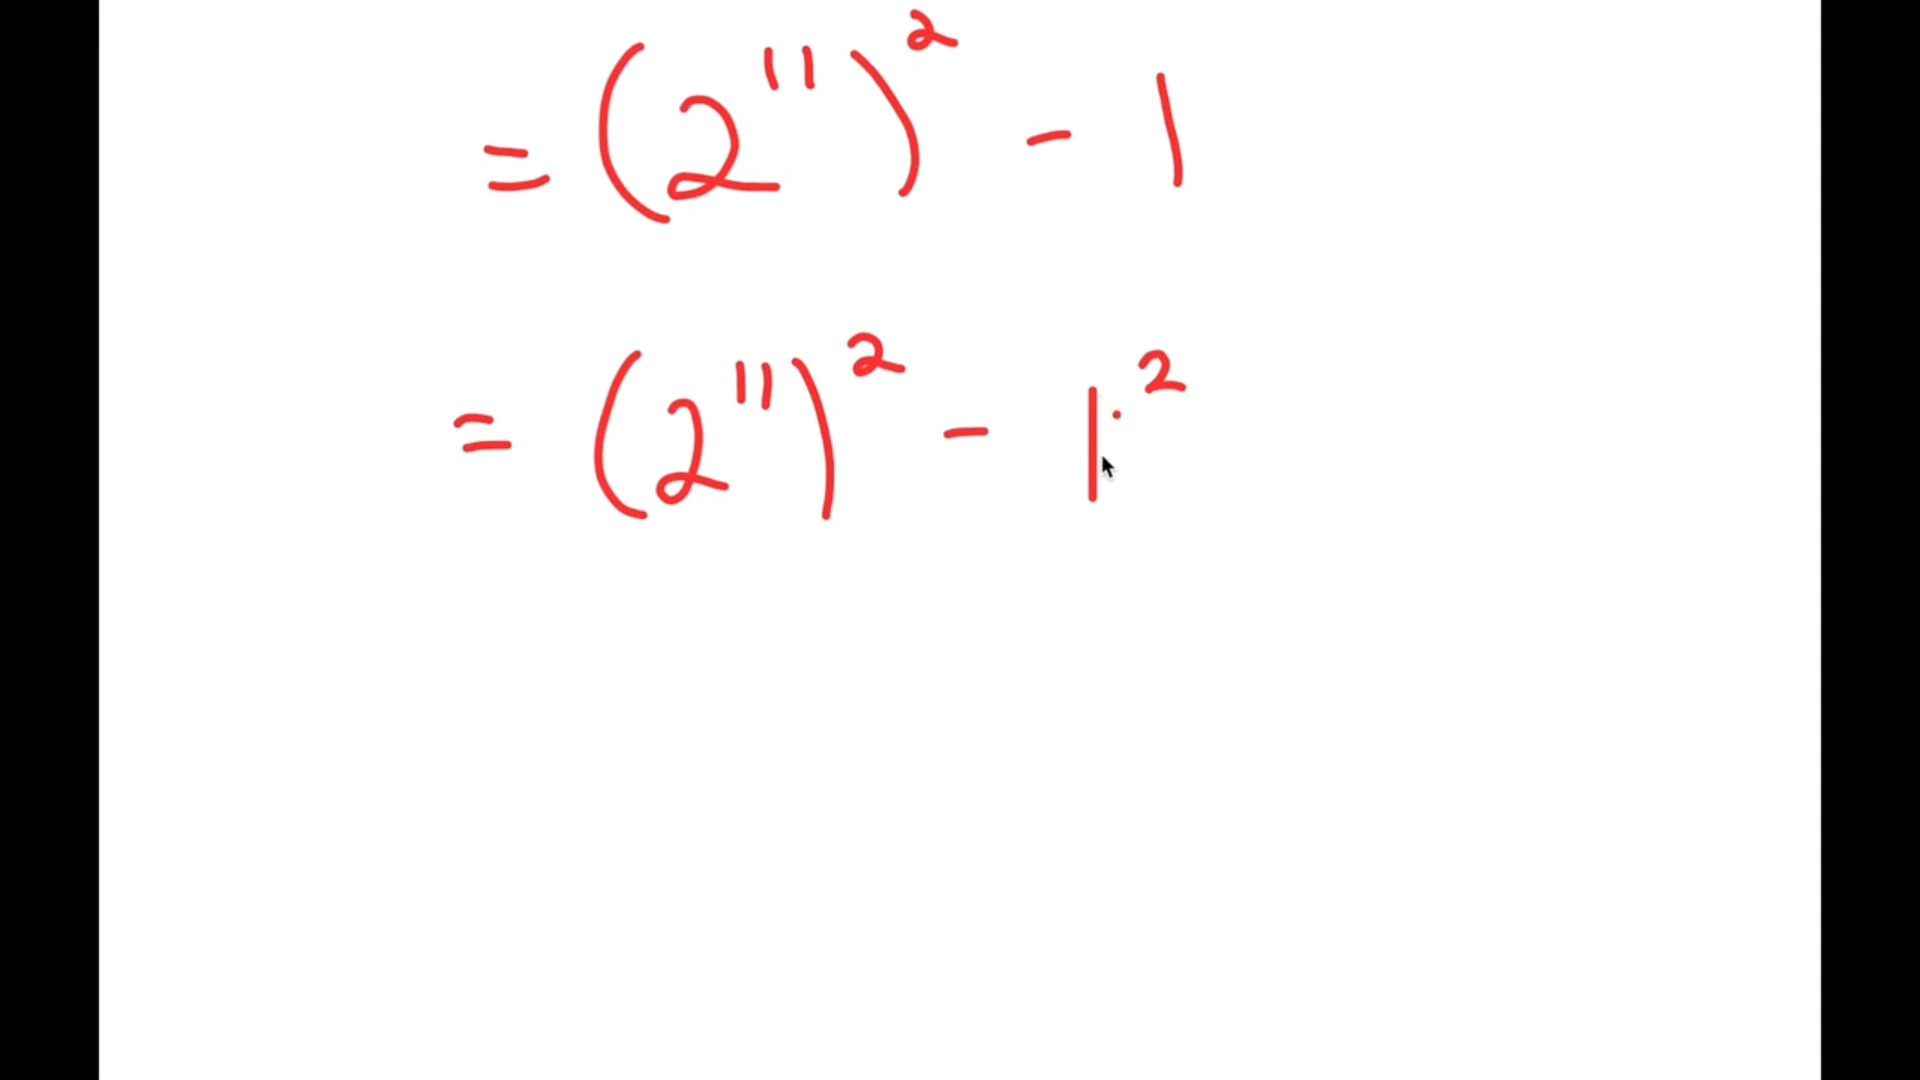 = (2¹¹)² - 1
= (2¹¹)² - 1²